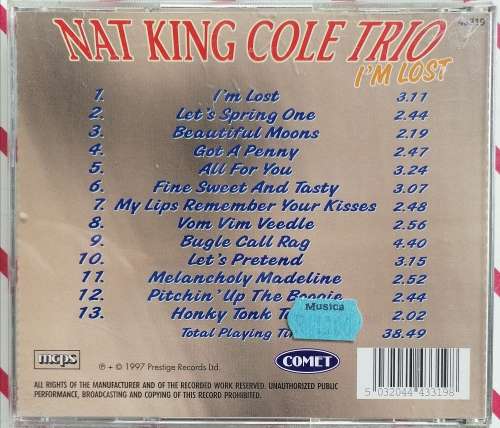 NAT KING COLE TRIO
I'M LOST
1. I'm Lost 3.11
2. Let's Spring One 2.44
3. Beautiful Moons 2.19
4. Got A Penny 2.47
5. All For You 3.24
6. Fine Sweet And Tasty 3.07
7. My Lips Remember Your Kisses 2.48
8. Vom Vim Veedle 2.56
9. Bugle Call Rag 4.40
10. Let's Pretend 3.15
11. Melancholy Madeline 2.52
12. Pitchin' Up The Boogie 2.44
13. Honky Tonk 2.02
Musica
Total Playing 38.49
mcps
℗ + © 1997 Prestige Records Ltd.
COMET
ALL RIGHTS OF THE MANUFACTURER AND OF THE RECORDED WORK RESERVED. UNAUTHORIZED PUBLIC
PERFORMANCE, BROADCASTING AND COPYING OF THIS RECORD PROHIBITED.
5 032044 433198